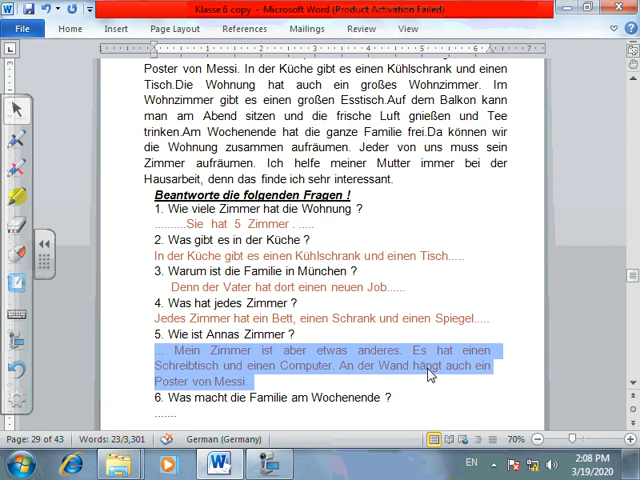 Klasse 6 copy - Microsoft Word (Product Activation Failed)
File Home Insert Page Layout References Mailings Review View
Poster von Messi. In der Küche gibt es einen Kühlschrank und einen
Tisch.Die Wohnung hat auch ein großes Wohnzimmer. Im
Wohnzimmer gibt es einen großen Esstisch.Auf dem Balkon kann
man am Abend sitzen und die frische Luft gnießen und Tee
trinken.Am Wochenende hat die ganze Familie frei.Da können wir
die Wohnung zusammen aufräumen. Jeder von uns muss sein
Zimmer aufräumen. Ich helfe meiner Mutter immer bei der
Hausarbeit, denn das finde ich sehr interessant.
Beantworte die folgenden Fragen !
1. Wie viele Zimmer hat die Wohnung ?
..........Sie hat 5 Zimmer . .....
2. Was gibt es in der Küche ?
In der Küche gibt es einen Kühlschrank und einen Tisch.....
3. Warum ist die Familie in München ?
Denn der Vater hat dort einen neuen Job......
4. Was hat jedes Zimmer ?
Jedes Zimmer hat ein Bett, einen Schrank und einen Spiegel.....
5. Wie ist Annas Zimmer ?
... Mein Zimmer ist aber etwas anderes. Es hat einen
Schreibtisch und einen Computer. An der Wand hängt auch ein
Poster von Messi.
6. Was macht die Familie am Wochenende ?
.......
Page: 29 of 43 Words: 23/3,301 German (Germany) 70%
EN 2:08 PM
3/19/2020